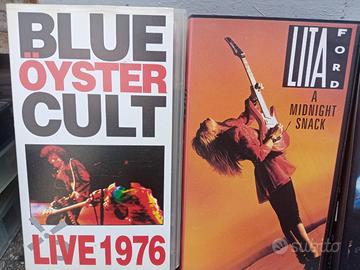 BLUE
ÖYSTER
CULT
LIVE 1976
LITA
FORD
A
MIDNIGHT
SNACK
subito